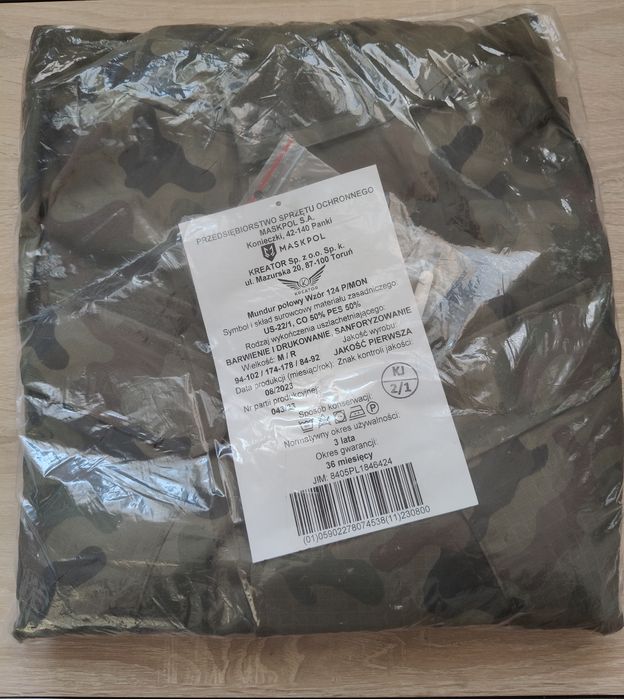 PRZEDSIĘBIORSTWO SPRZĘTU OCHRONNEGO
MASKPOL S.A.
Konieczki, 42-140 Panki
MASKPOL
KREATOR Sp. z o.o. Sp. k.
ul. Mazurska 20, 87-100 Toruń
KREATOR
Mundur polowy Wzór 124 P/MON
Symbol i skład surowcowy materiału zasadniczego:
US-22/1, CO 50% PES 50%
Rodzaj wykończenia uszlachetniającego:
BARWIENIE I DRUKOWANIE, SANFORYZOWANIE
Wielkość: M / R Jakość wyrobu:
94-102 / 174-178 / 84-92 JAKOŚĆ PIERWSZA
Data produkcji (miesiąc/rok). Znak kontroli jakości:
08/2023
KJ
2/1
Nr partii produkcyjnej:
043/23
Sposób konserwacji:
P
Normatywny okres używalności:
3 lata
Okres gwarancji:
36 miesięcy
JIM: 8405PL1846424
(01)05902278074538(11)230800